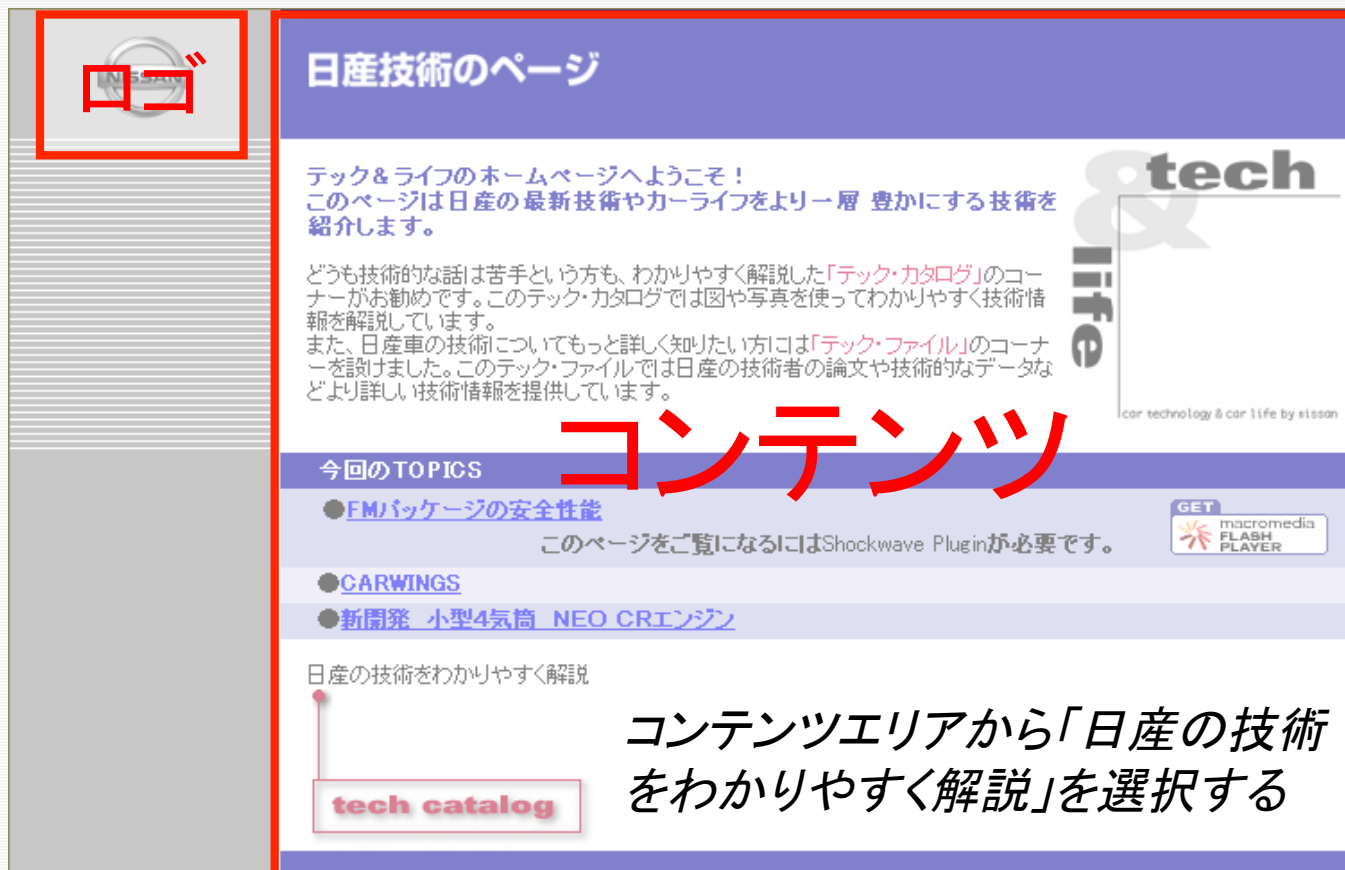 NISSAN
ロゴ
日産技術のページ
テック&ライフのホームページへようこそ!
このページは日産の最新技術やカーライフをより一層 豊かにする技術を
紹介します。
& tech
life
car technology & car life by nissan
どうも技術的な話は苦手という方も、わかりやすく解説した「テック・カタログ」のコー
ナーがお勧めです。このテック・カタログでは図や写真を使ってわかりやすく技術情
報を解説しています。
また、日産車の技術についてもっと詳しく知りたい方には「テック・ファイル」のコーナ
ーを設けました。このテック・ファイルでは日産の技術者の論文や技術的なデータな
どより詳しい技術情報を提供しています。
コンテンツ
今回のTOPICS
●FMパッケージの安全性能
このページをご覧になるにはShockwave Pluginが必要です。
GET
macromedia
FLASH
PLAYER
●CARWINGS
●新開発 小型4気筒 NEO CRエンジン
日産の技術をわかりやすく解説
tech catalog
コンテンツエリアから「日産の技術
をわかりやすく解説」を選択する